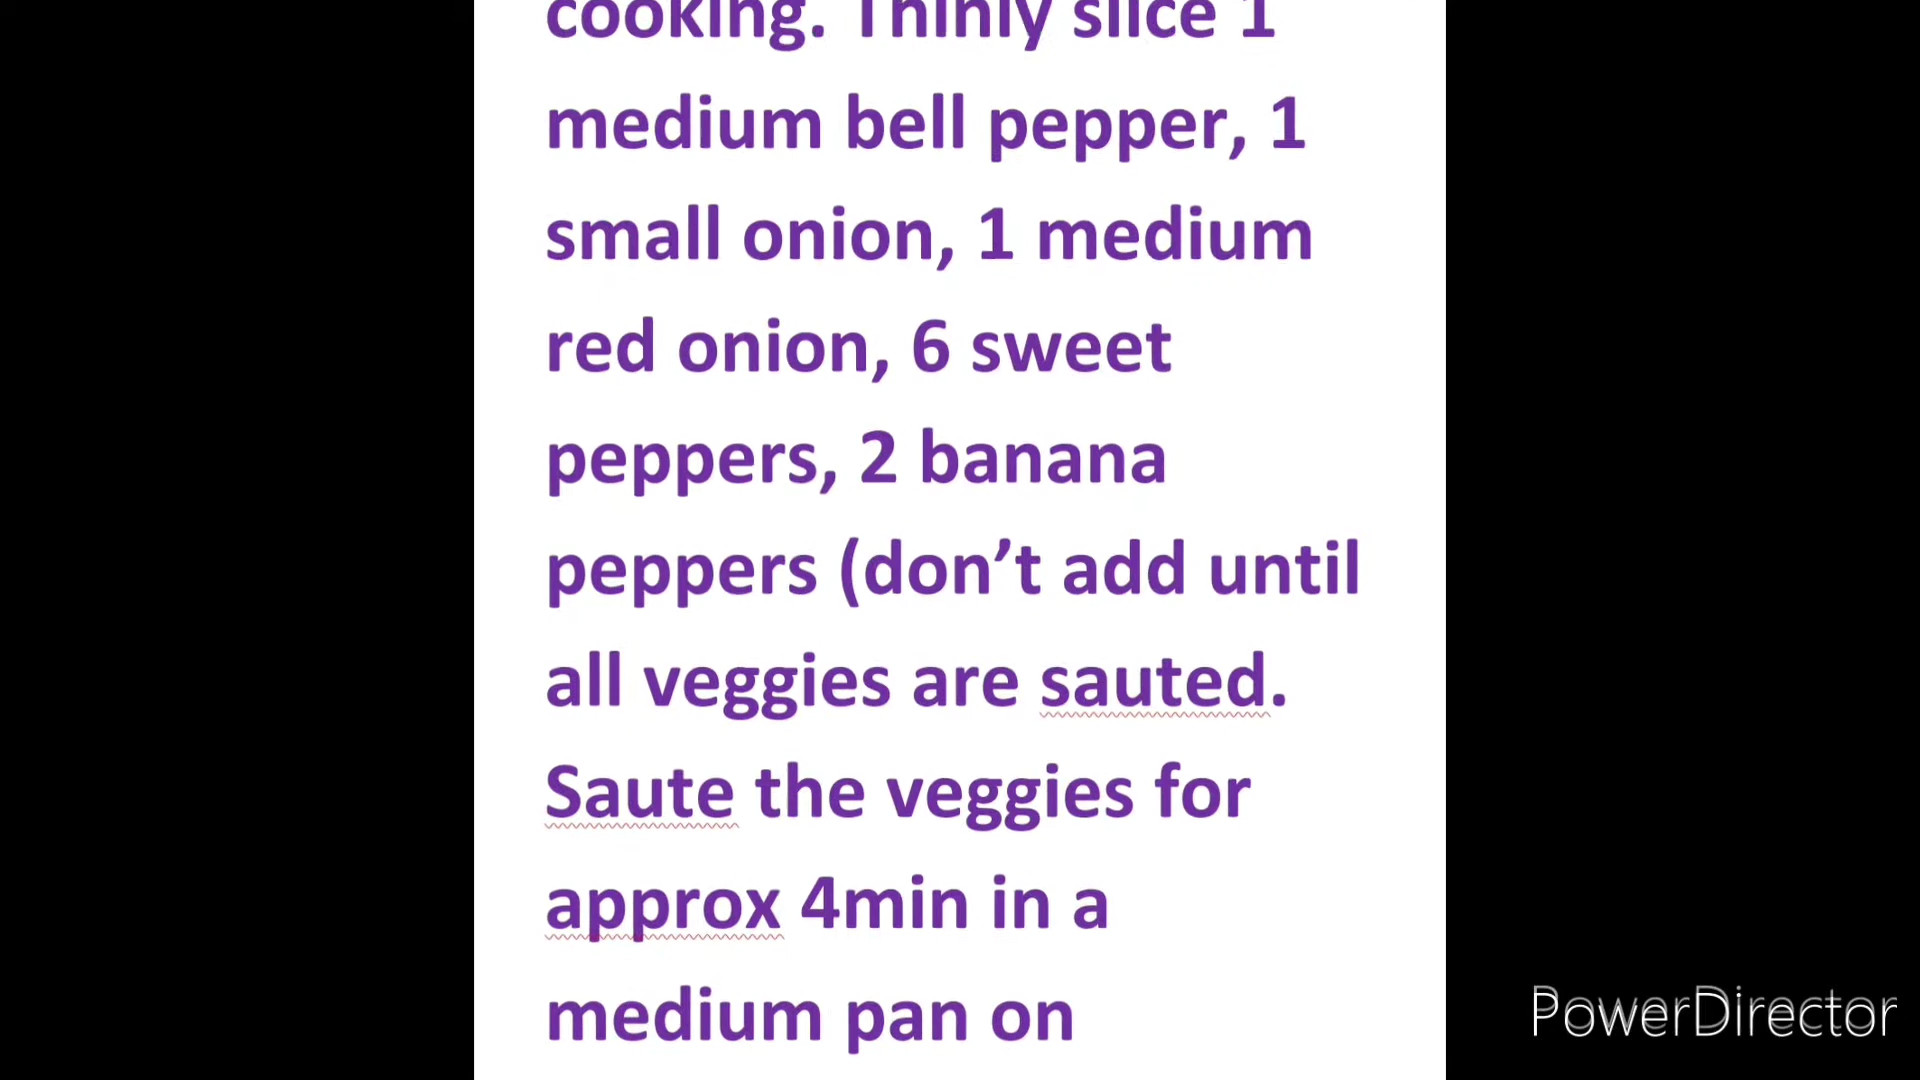 cooking. Thinly slice 1
medium bell pepper, 1
small onion, 1 medium
red onion, 6 sweet
peppers, 2 banana
peppers (don’t add until
all veggies are sauted.
Saute the veggies for
approx 4min in a
medium pan on
PowerDirector